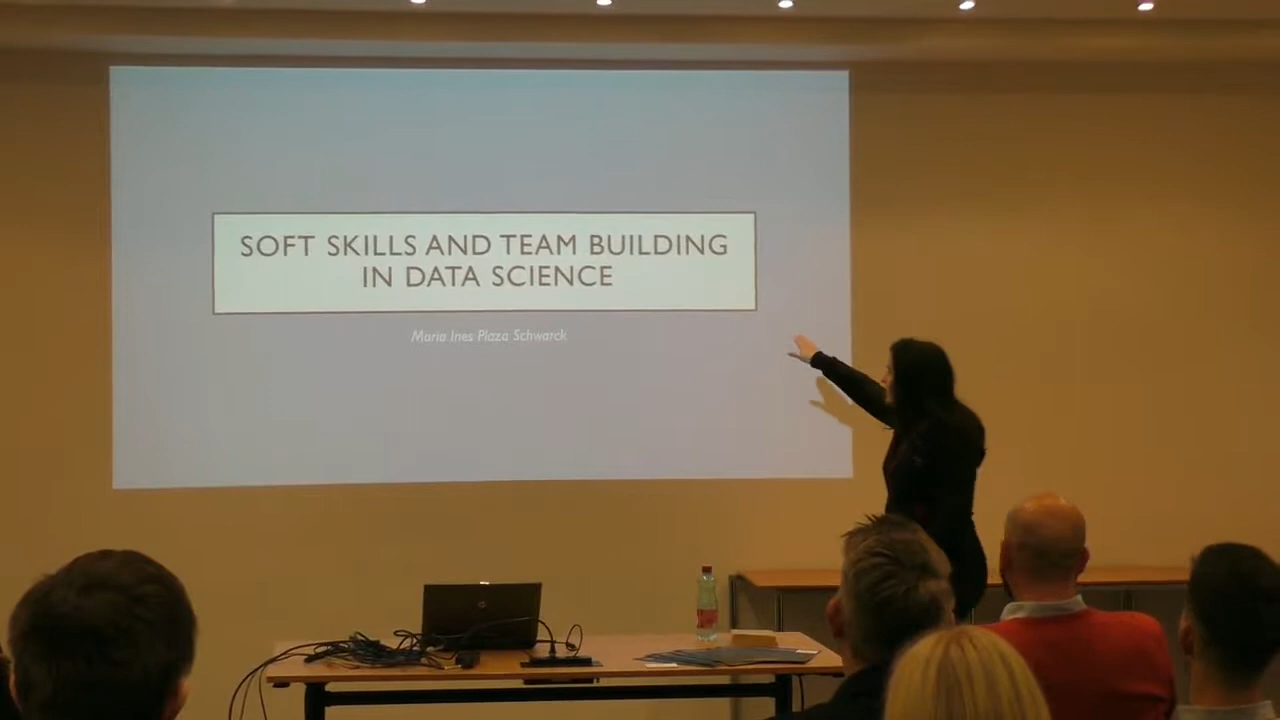 SOFT SKILLS AND TEAM BUILDING
IN DATA SCIENCE
Maria Ines Plaza Schwarck